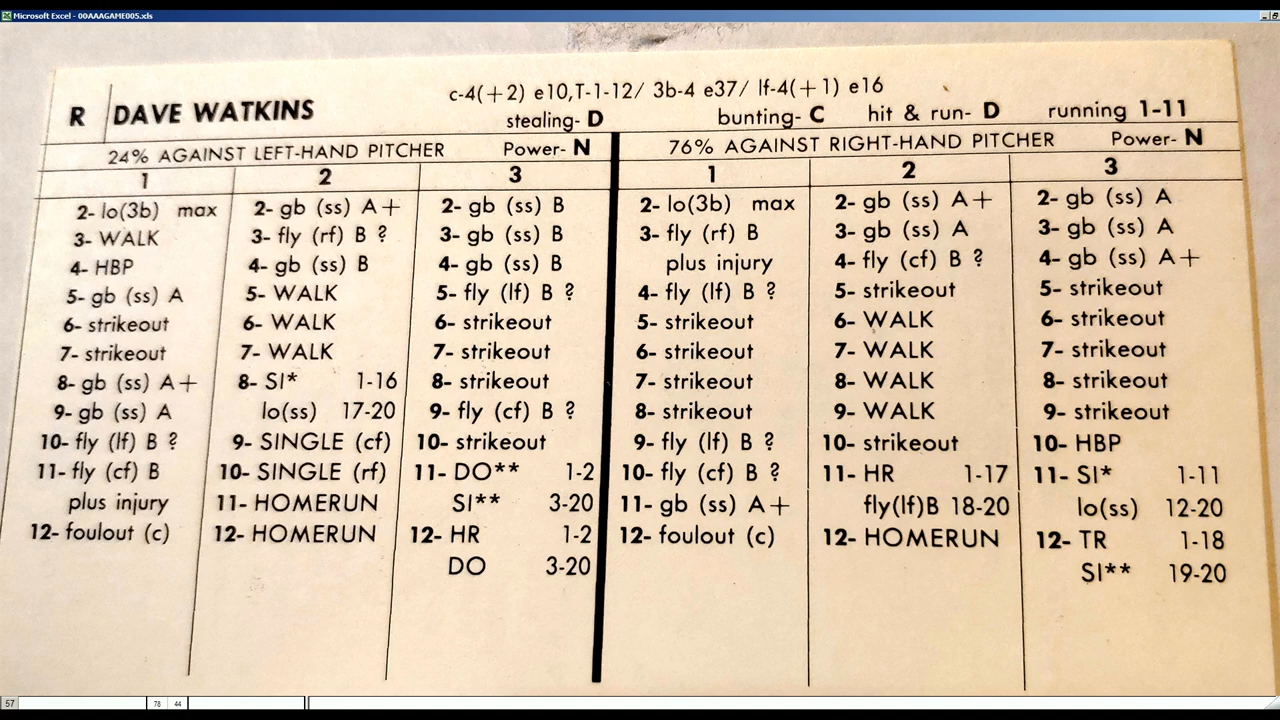 Microsoft Excel - 00AAAGAME005.xls
c-4(+2) e10,T-1-12/ 3b-4 e37/ lf-4(+1) e16
R DAVE WATKINS stealing- D bunting- C hit & run- D running 1-11
24% AGAINST LEFT-HAND PITCHER Power- N
1 2 3
2- lo(3b) max 2- gb (ss) A+ 2- gb (ss) B
3- WALK 3- fly (rf) B ? 3- gb (ss) B
4- HBP 4- gb (ss) B 4- gb (ss) B
5- gb (ss) A 5- WALK 5- fly (lf) B ?
6- strikeout 6- WALK 6- strikeout
7- strikeout 7- WALK 7- strikeout
8- gb (ss) A+ 8- SI* 1-16 8- strikeout
9- gb (ss) A lo(ss) 17-20 9- fly (cf) B ?
10- fly (lf) B ? 9- SINGLE (cf) 10- strikeout
11- fly (cf) B 10- SINGLE (rf) 11- DO** 1-2
plus injury 11- HOMERUN SI** 3-20
12- foulout (c) 12- HOMERUN 12- HR 1-2
DO 3-20
76% AGAINST RIGHT-HAND PITCHER Power- N
1 2 3
2- lo(3b) max 2- gb (ss) A+ 2- gb (ss) A
3- fly (rf) B 3- gb (ss) A 3- gb (ss) A
plus injury 4- fly (cf) B ? 4- gb (ss) A+
4- fly (lf) B ? 5- strikeout 5- strikeout
5- strikeout 6- WALK 6- strikeout
6- strikeout 7- WALK 7- strikeout
7- strikeout 8- WALK 8- strikeout
8- strikeout 9- WALK 9- strikeout
9- fly (lf) B ? 10- strikeout 10- HBP
10- fly (cf) B ? 11- HR 1-17 11- SI* 1-11
11- gb (ss) A+ fly(lf)B 18-20 lo(ss) 12-20
12- foulout (c) 12- HOMERUN 12- TR 1-18
SI** 19-20
57 78 44